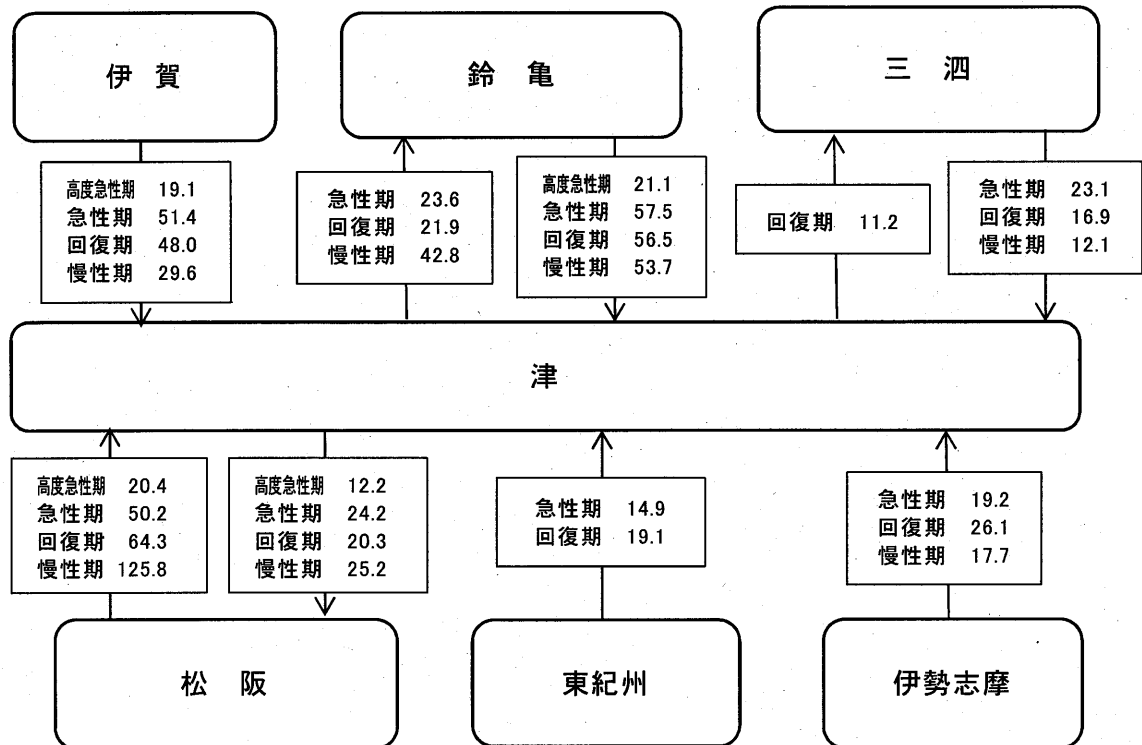 伊 賀
鈴 亀
三 泗
高度急性期 19.1
急性期 51.4
回復期 48.0
慢性期 29.6
急性期 23.6
回復期 21.9
慢性期 42.8
高度急性期 21.1
急性期 57.5
回復期 56.5
慢性期 53.7
回復期 11.2
急性期 23.1
回復期 16.9
慢性期 12.1
津
高度急性期 20.4
急性期 50.2
回復期 64.3
慢性期 125.8
高度急性期 12.2
急性期 24.2
回復期 20.3
慢性期 25.2
急性期 14.9
回復期 19.1
急性期 19.2
回復期 26.1
慢性期 17.7
松 阪
東紀州
伊勢志摩